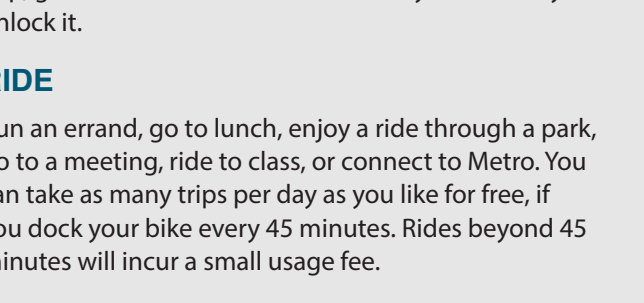 nlock it.
RIDE
un an errand, go to lunch, enjoy a ride through a park,
o to a meeting, ride to class, or connect to Metro. You
an take as many trips per day as you like for free, if
ou dock your bike every 45 minutes. Rides beyond 45
inutes will incur a small usage fee.